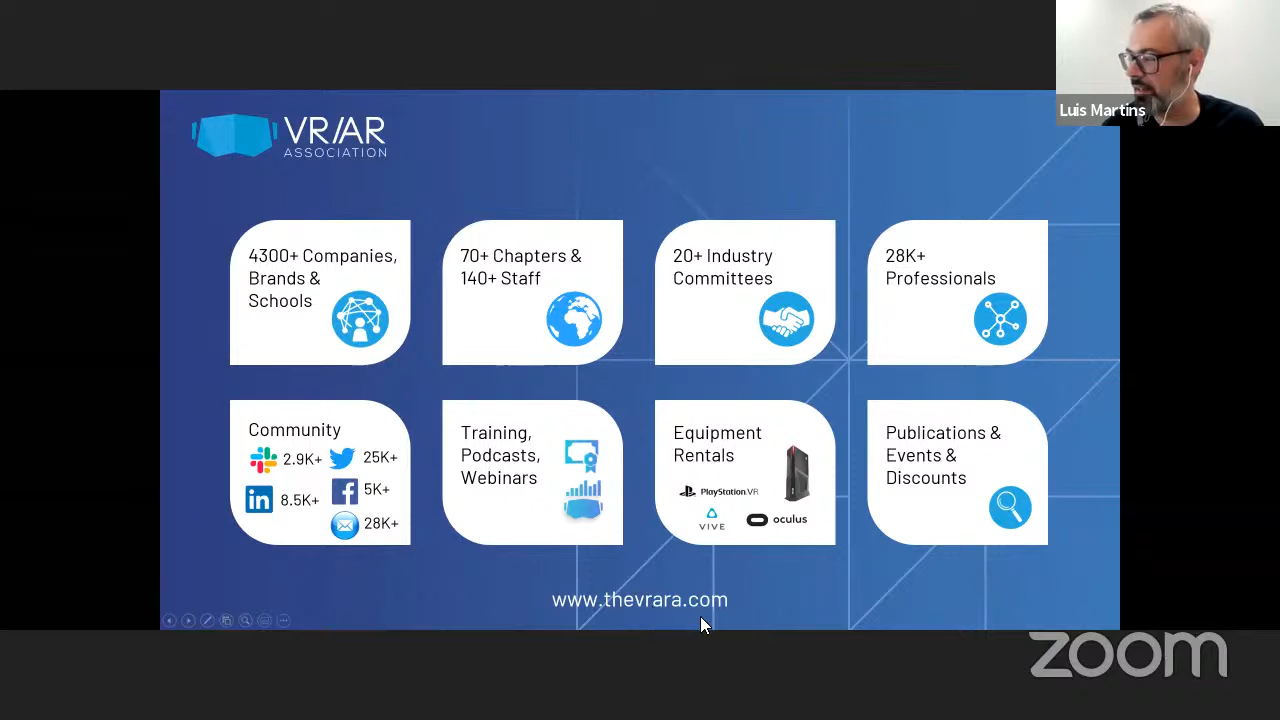 Luis Martins
VR/AR
ASSOCIATION
4300+ Companies,
Brands &
Schools
70+ Chapters &
140+ Staff
20+ Industry
Committees
28K+
Professionals
Community
2.9K+
25K+
in
8.5K+
5K+
28K+
Training,
Podcasts,
Webinars
Equipment
Rentals
PlayStation.VR
VIVE
oculus
Publications &
Events &
Discounts
www.thevrara.com
zoom